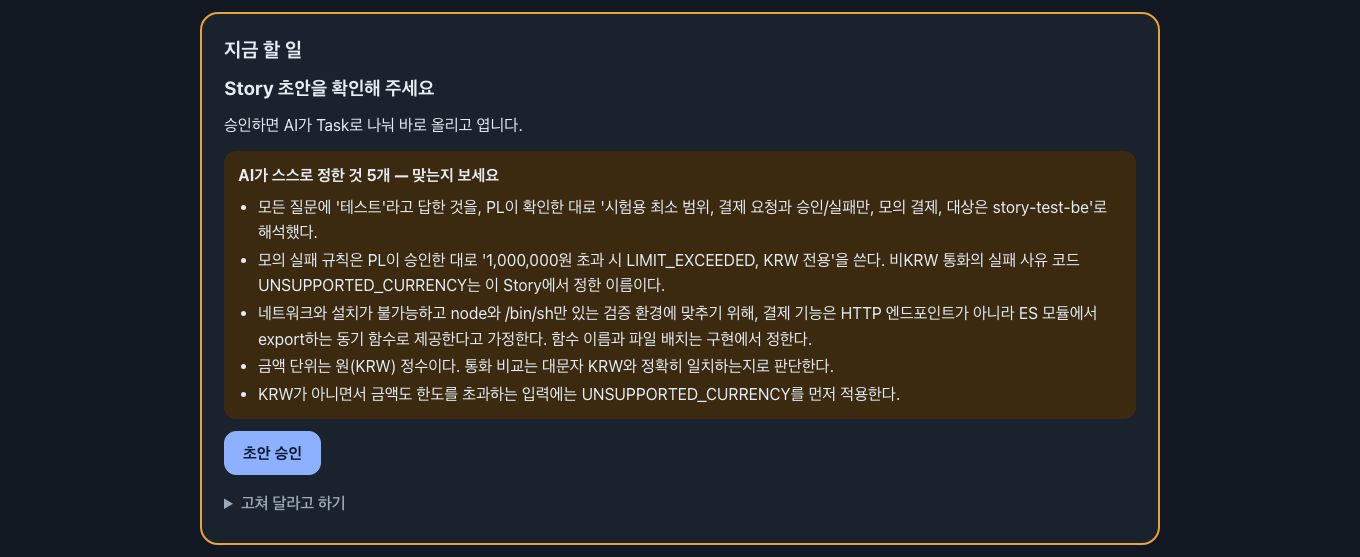 지금 할 일
Story 초안을 확인해 주세요
승인하면 AI가 Task로 나눠 바로 올리고 엽니다.
AI가 스스로 정한 것 5개 — 맞는지 보세요
• 모든 질문에 '테스트'라고 답한 것을, PL이 확인한 대로 '시험용 최소 범위, 결제 요청과 승인/실패만, 모의 결제, 대상은 story-test-be'로
해석했다.
• 모의 실패 규칙은 PL이 승인한 대로 '1,000,000원 초과 시 LIMIT_EXCEEDED, KRW 전용'을 쓴다. 비KRW 통화의 실패 사유 코드
UNSUPPORTED_CURRENCY는 이 Story에서 정한 이름이다.
• 네트워크와 설치가 불가능하고 node와 /bin/sh만 있는 검증 환경에 맞추기 위해, 결제 기능은 HTTP 엔드포인트가 아니라 ES 모듈에서
export하는 동기 함수로 제공한다고 가정한다. 함수 이름과 파일 배치는 구현에서 정한다.
• 금액 단위는 원(KRW) 정수이다. 통화 비교는 대문자 KRW와 정확히 일치하는지로 판단한다.
• KRW가 아니면서 금액도 한도를 초과하는 입력에는 UNSUPPORTED_CURRENCY를 먼저 적용한다.
초안 승인
▶ 고쳐 달라고 하기